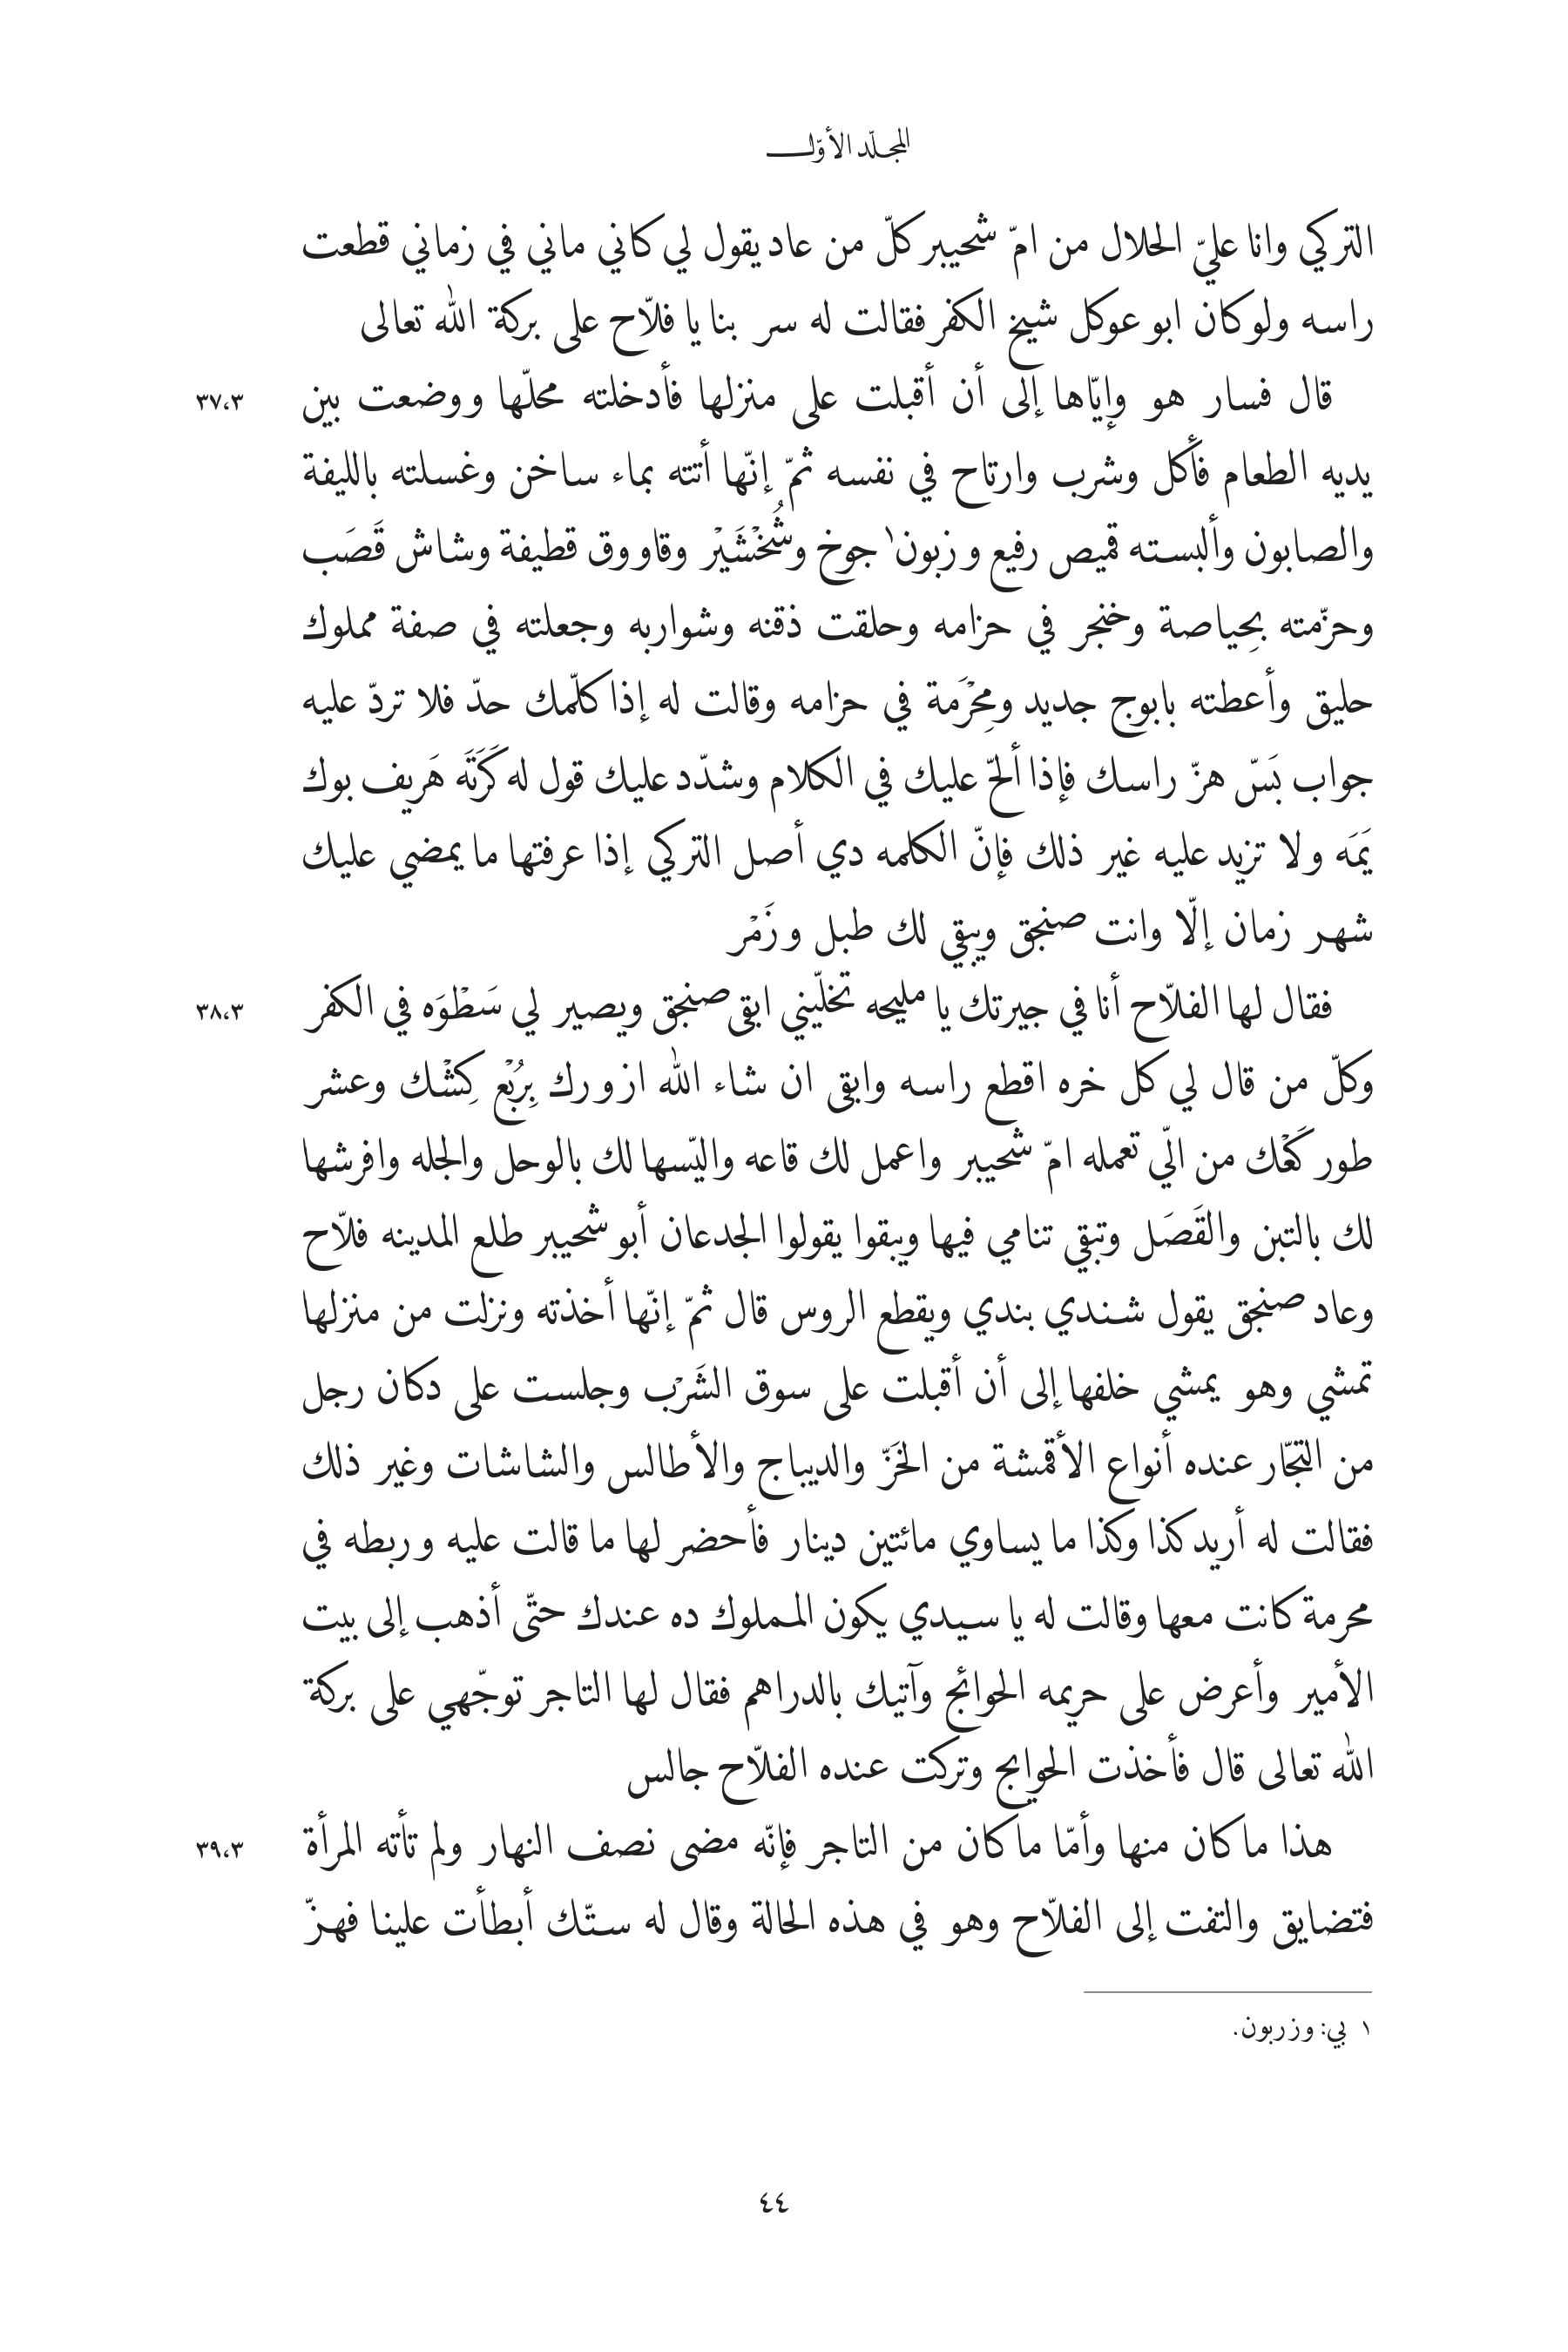 المجلّد الأوّل
التركي وانا عليّ الحلال من امّ شحيبر كلّ من عاد يقول لي كاني ماني في زماني قطعت
راسه ولو كان ابو عوكل شيخ الكفر فقالت له سر بنا يا فلّاح على بركة الله تعالى
٣٧،٣
قال فسار هو وإيّاها إلى أن أقبلت على منزلها فأدخلته محلّها ووضعت بين
يديه الطعام فأكل وشرب وارتاح في نفسه ثمّ إنّها أتته بماء ساخن وغسلته بالليفة
والصابون وألبسته قميص رفيع وزبون١ جوخ وشُخْشَيْر وقاووق قطيفة وشاش قَصَب
وحزّمته بِحياصة وخنجر في حزامه وحلقت ذقنه وشواربه وجعلته في صفة مملوك
حليق وأعطته بابوج جديد ومِحْرَمة في حزامه وقالت له إذا كلّمك حدّ فلا تردّ عليه
جواب بَسّ هزّ راسك فإذا ألحّ عليك في الكلام وشدّد عليك قول له كَرَتَه هَريف بوك
يَمَه ولا تزيد عليه غير ذلك فإنّ الكلمه دي أصل التركي إذا عرفتها ما يمضي عليك
شهر زمان إلّا وانت صنجق ويبقي لك طبل وزَمْر
٣٨،٣
فقال لها الفلّاح أنا في جيرتك يا مليحه تخلّيني ابقى صنجق ويصير لي سَطْوَه في الكفر
وكلّ من قال لي كل خره اقطع راسه وابقى ان شاء الله ازورك بِرُبْع كِشْك وعشر
طور كَعْك من الّي تعمله امّ شحيبر واعمل لك قاعه واليّسها لك بالوحل والجله وافرشها
لك بالتبن والقَصَل وتبقي تنامي فيها ويبقوا يقولوا الجدعان أبو شحيبر طلع المدينه فلّاح
وعاد صنجق يقول شندي بندي ويقطع الروس قال ثمّ إنّها أخذته ونزلت من منزلها
تمشي وهو يمشي خلفها إلى أن أقبلت على سوق الشَرْب وجلست على دكان رجل
من التجّار عنده أنواع الأقمشة من الخَزّ والديباج والأطالس والشاشات وغير ذلك
فقالت له أريد كذا وكذا ما يساوي مائتين دينار فأحضر لها ما قالت عليه وربطه في
محرمة كانت معها وقالت له يا سيدي يكون المملوك ده عندك حتّى أذهب إلى بيت
الأمير وأعرض على حريمه الحوائج وآتيك بالدراهم فقال لها التاجر توجّهي على بركة
الله تعالى قال فأخذت الحوايج وتركت عنده الفلّاح جالس
٣٩،٣
هذا ما كان منها وأمّا ما كان من التاجر فإنّه مضى نصف النهار ولم تأته المرأة
فتضايق والتفت إلى الفلّاح وهو في هذه الحالة وقال له ستّك أبطأت علينا فهزّ
١ بي: وزربون.
٤٤